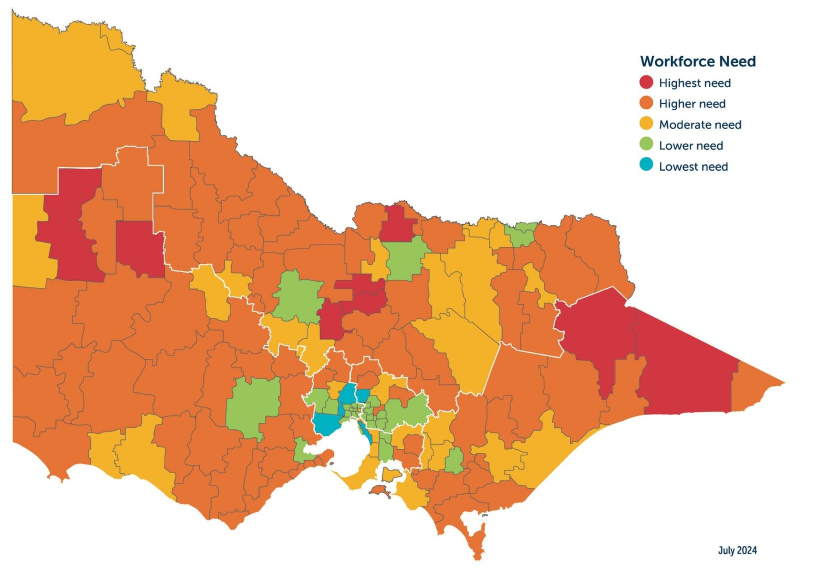 Workforce Need
Highest need
Higher need
Moderate need
Lower need
Lowest need
July 2024